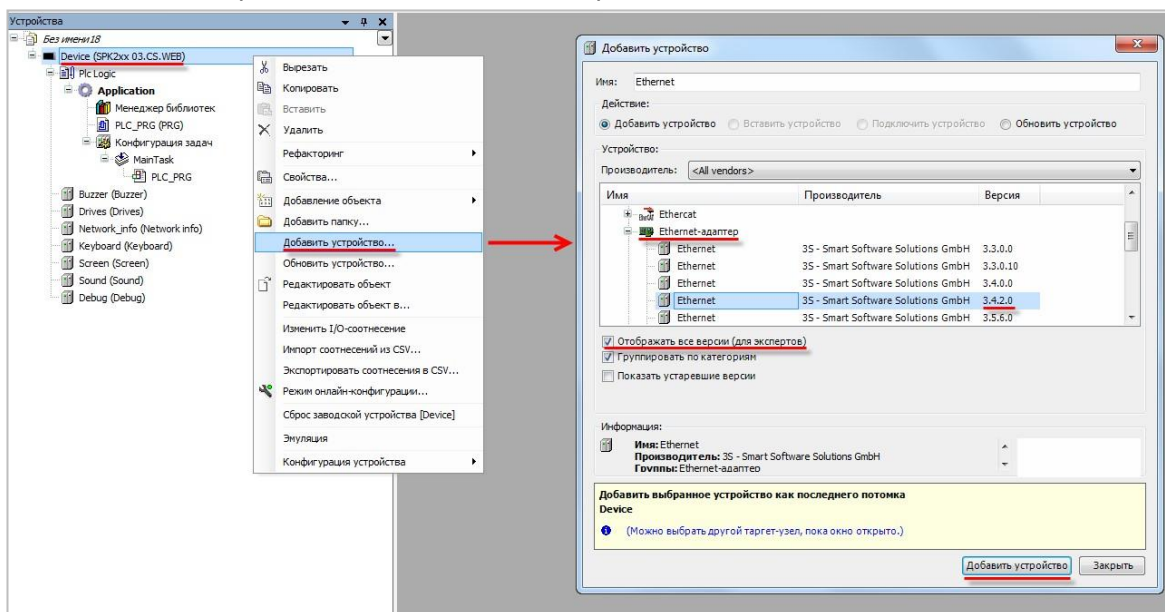 Устройства
Без имени18
Device (SPK2xx 03.CS.WEB)
Plc Logic
Application
Менеджер библиотек
PLC_PRG (PRG)
Конфигурация задач
MainTask
PLC_PRG
Buzzer (Buzzer)
Drives (Drives)
Network_info (Network info)
Keyboard (Keyboard)
Screen (Screen)
Sound (Sound)
Debug (Debug)
Вырезать
Копировать
Вставить
Удалить
Рефакторинг
Свойства...
Добавление объекта
Добавить папку...
Добавить устройство...
Обновить устройство...
Редактировать объект
Редактировать объект в...
Изменить I/O-соотнесение
Импорт соотнесений из CSV...
Экспортировать соотнесения в CSV...
Режим онлайн-конфигурации...
Сброс заводской устройства [Device]
Эмуляция
Конфигурация устройства
Добавить устройство
Имя: Ethernet
Действие:
Добавить устройство Вставить устройство Подключить устройство Обновить устройство
Устройство:
Производитель: <All vendors>
Имя Производитель Версия
Ethercat
Ethernet-адаптер
Ethernet 3S - Smart Software Solutions GmbH 3.3.0.0
Ethernet 3S - Smart Software Solutions GmbH 3.3.0.10
Ethernet 3S - Smart Software Solutions GmbH 3.4.0.0
Ethernet 3S - Smart Software Solutions GmbH 3.4.2.0
Ethernet 3S - Smart Software Solutions GmbH 3.5.6.0
Отображать все версии (для экспертов)
Группировать по категориям
Показать устаревшие версии
Информация:
Имя: Ethernet
Производитель: 3S - Smart Software Solutions GmbH
Группы: Ethernet-адаптер
Добавить выбранное устройство как последнего потомка
Device
(Можно выбрать другой таргет-узел, пока окно открыто.)
Добавить устройство Закрыть